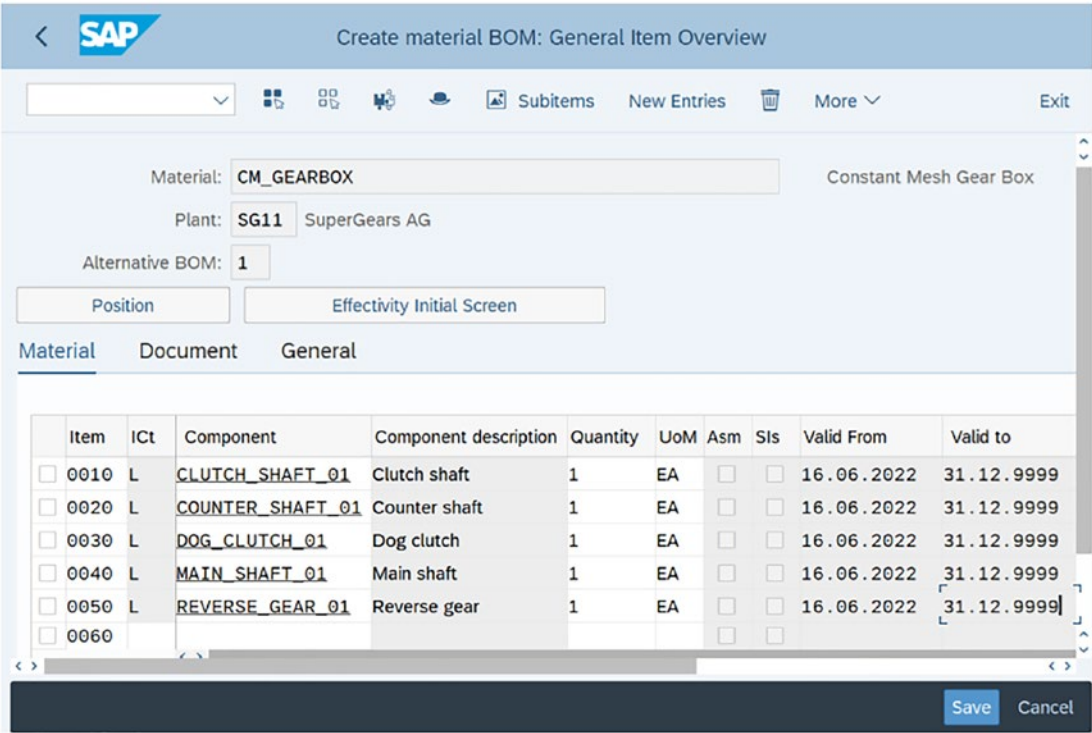 SAP Create material BOM: General Item Overview
Subitems New Entries More Exit
Material: CM_GEARBOX Constant Mesh Gear Box
Plant: SG11 SuperGears AG
Alternative BOM: 1
Position Effectivity Initial Screen
Material Document General
Item ICt Component Component description Quantity UoM Asm SIs Valid From Valid to
0010 L CLUTCH_SHAFT_01 Clutch shaft 1 EA 16.06.2022 31.12.9999
0020 L COUNTER_SHAFT_01 Counter shaft 1 EA 16.06.2022 31.12.9999
0030 L DOG_CLUTCH_01 Dog clutch 1 EA 16.06.2022 31.12.9999
0040 L MAIN_SHAFT_01 Main shaft 1 EA 16.06.2022 31.12.9999
0050 L REVERSE_GEAR_01 Reverse gear 1 EA 16.06.2022 31.12.9999
0060
Save Cancel